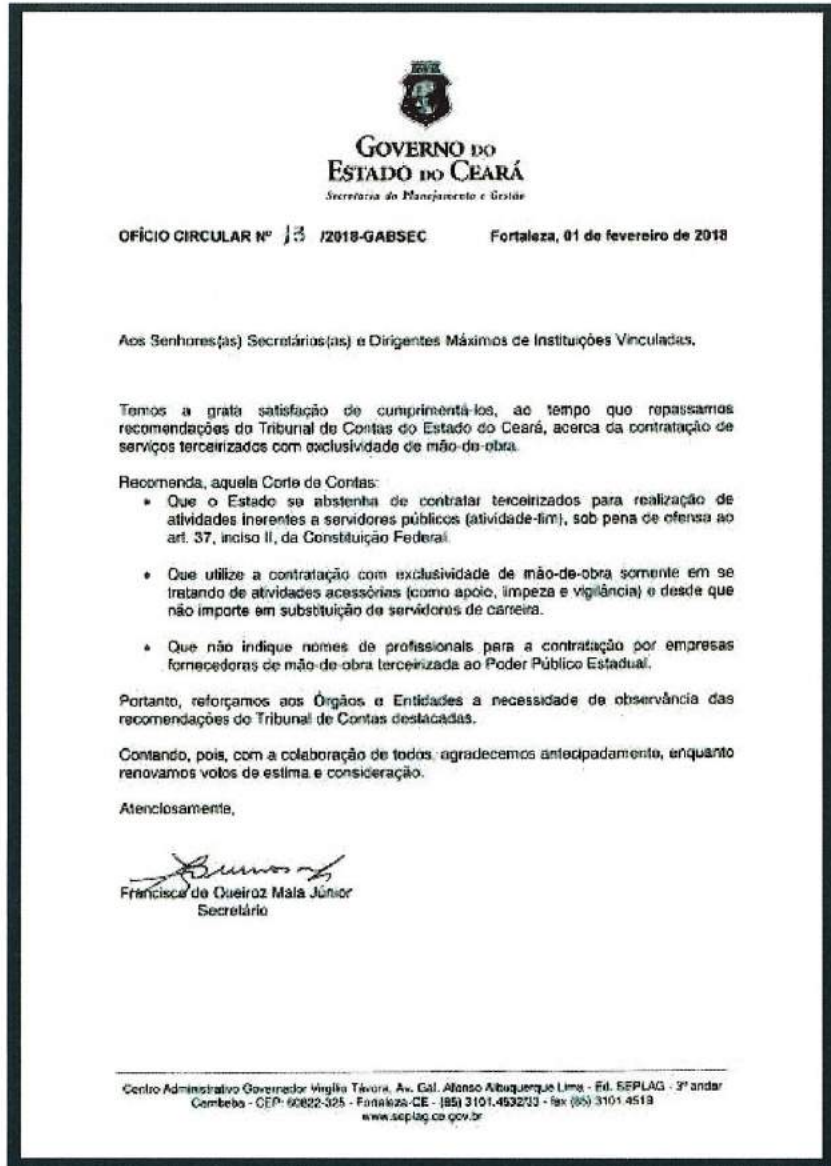 GOVERNO DO
ESTADO DO CEARÁ
Secretaria do Planejamento e Gestão
OFÍCIO CIRCULAR Nº 13 /2018-GABSEC Fortaleza, 01 de fevereiro de 2018
Aos Senhores(as) Secretários(as) e Dirigentes Máximos de Instituições Vinculadas,
Temos a grata satisfação de cumprimentá-los, ao tempo que repassamos
recomendações do Tribunal de Contas do Estado do Ceará, acerca da contratação de
serviços terceirizados com exclusividade de mão-de-obra.
Recomenda, aquela Corte de Contas:
• Que o Estado se abstenha de contratar terceirizados para realização de
atividades inerentes a servidores públicos (atividade-fim), sob pena de ofensa ao
art. 37, inciso II, da Constituição Federal.
• Que utilize a contratação com exclusividade de mão-de-obra somente em se
tratando de atividades acessórias (como apoio, limpeza e vigilância) e desde que
não importe em substituição de servidores de carreira.
• Que não indique nomes de profissionais para a contratação por empresas
fornecedoras de mão-de-obra terceirizada ao Poder Público Estadual.
Portanto, reforçamos aos Órgãos e Entidades a necessidade de observância das
recomendações do Tribunal de Contas destacadas.
Contando, pois, com a colaboração de todos, agradecemos antecipadamente, enquanto
renovamos votos de estima e consideração.
Atenciosamente,
Francisco de Queiroz Maia Júnior
Secretário
Centro Administrativo Governador Virgílio Távora, Av. Gal. Afonso Albuquerque Lima - Ed. SEPLAG - 3º andar
Cambeba - CEP: 60822-325 - Fortaleza-CE - (85) 3101.4532/33 - fax (85) 3101.4518
www.seplag.ce.gov.br